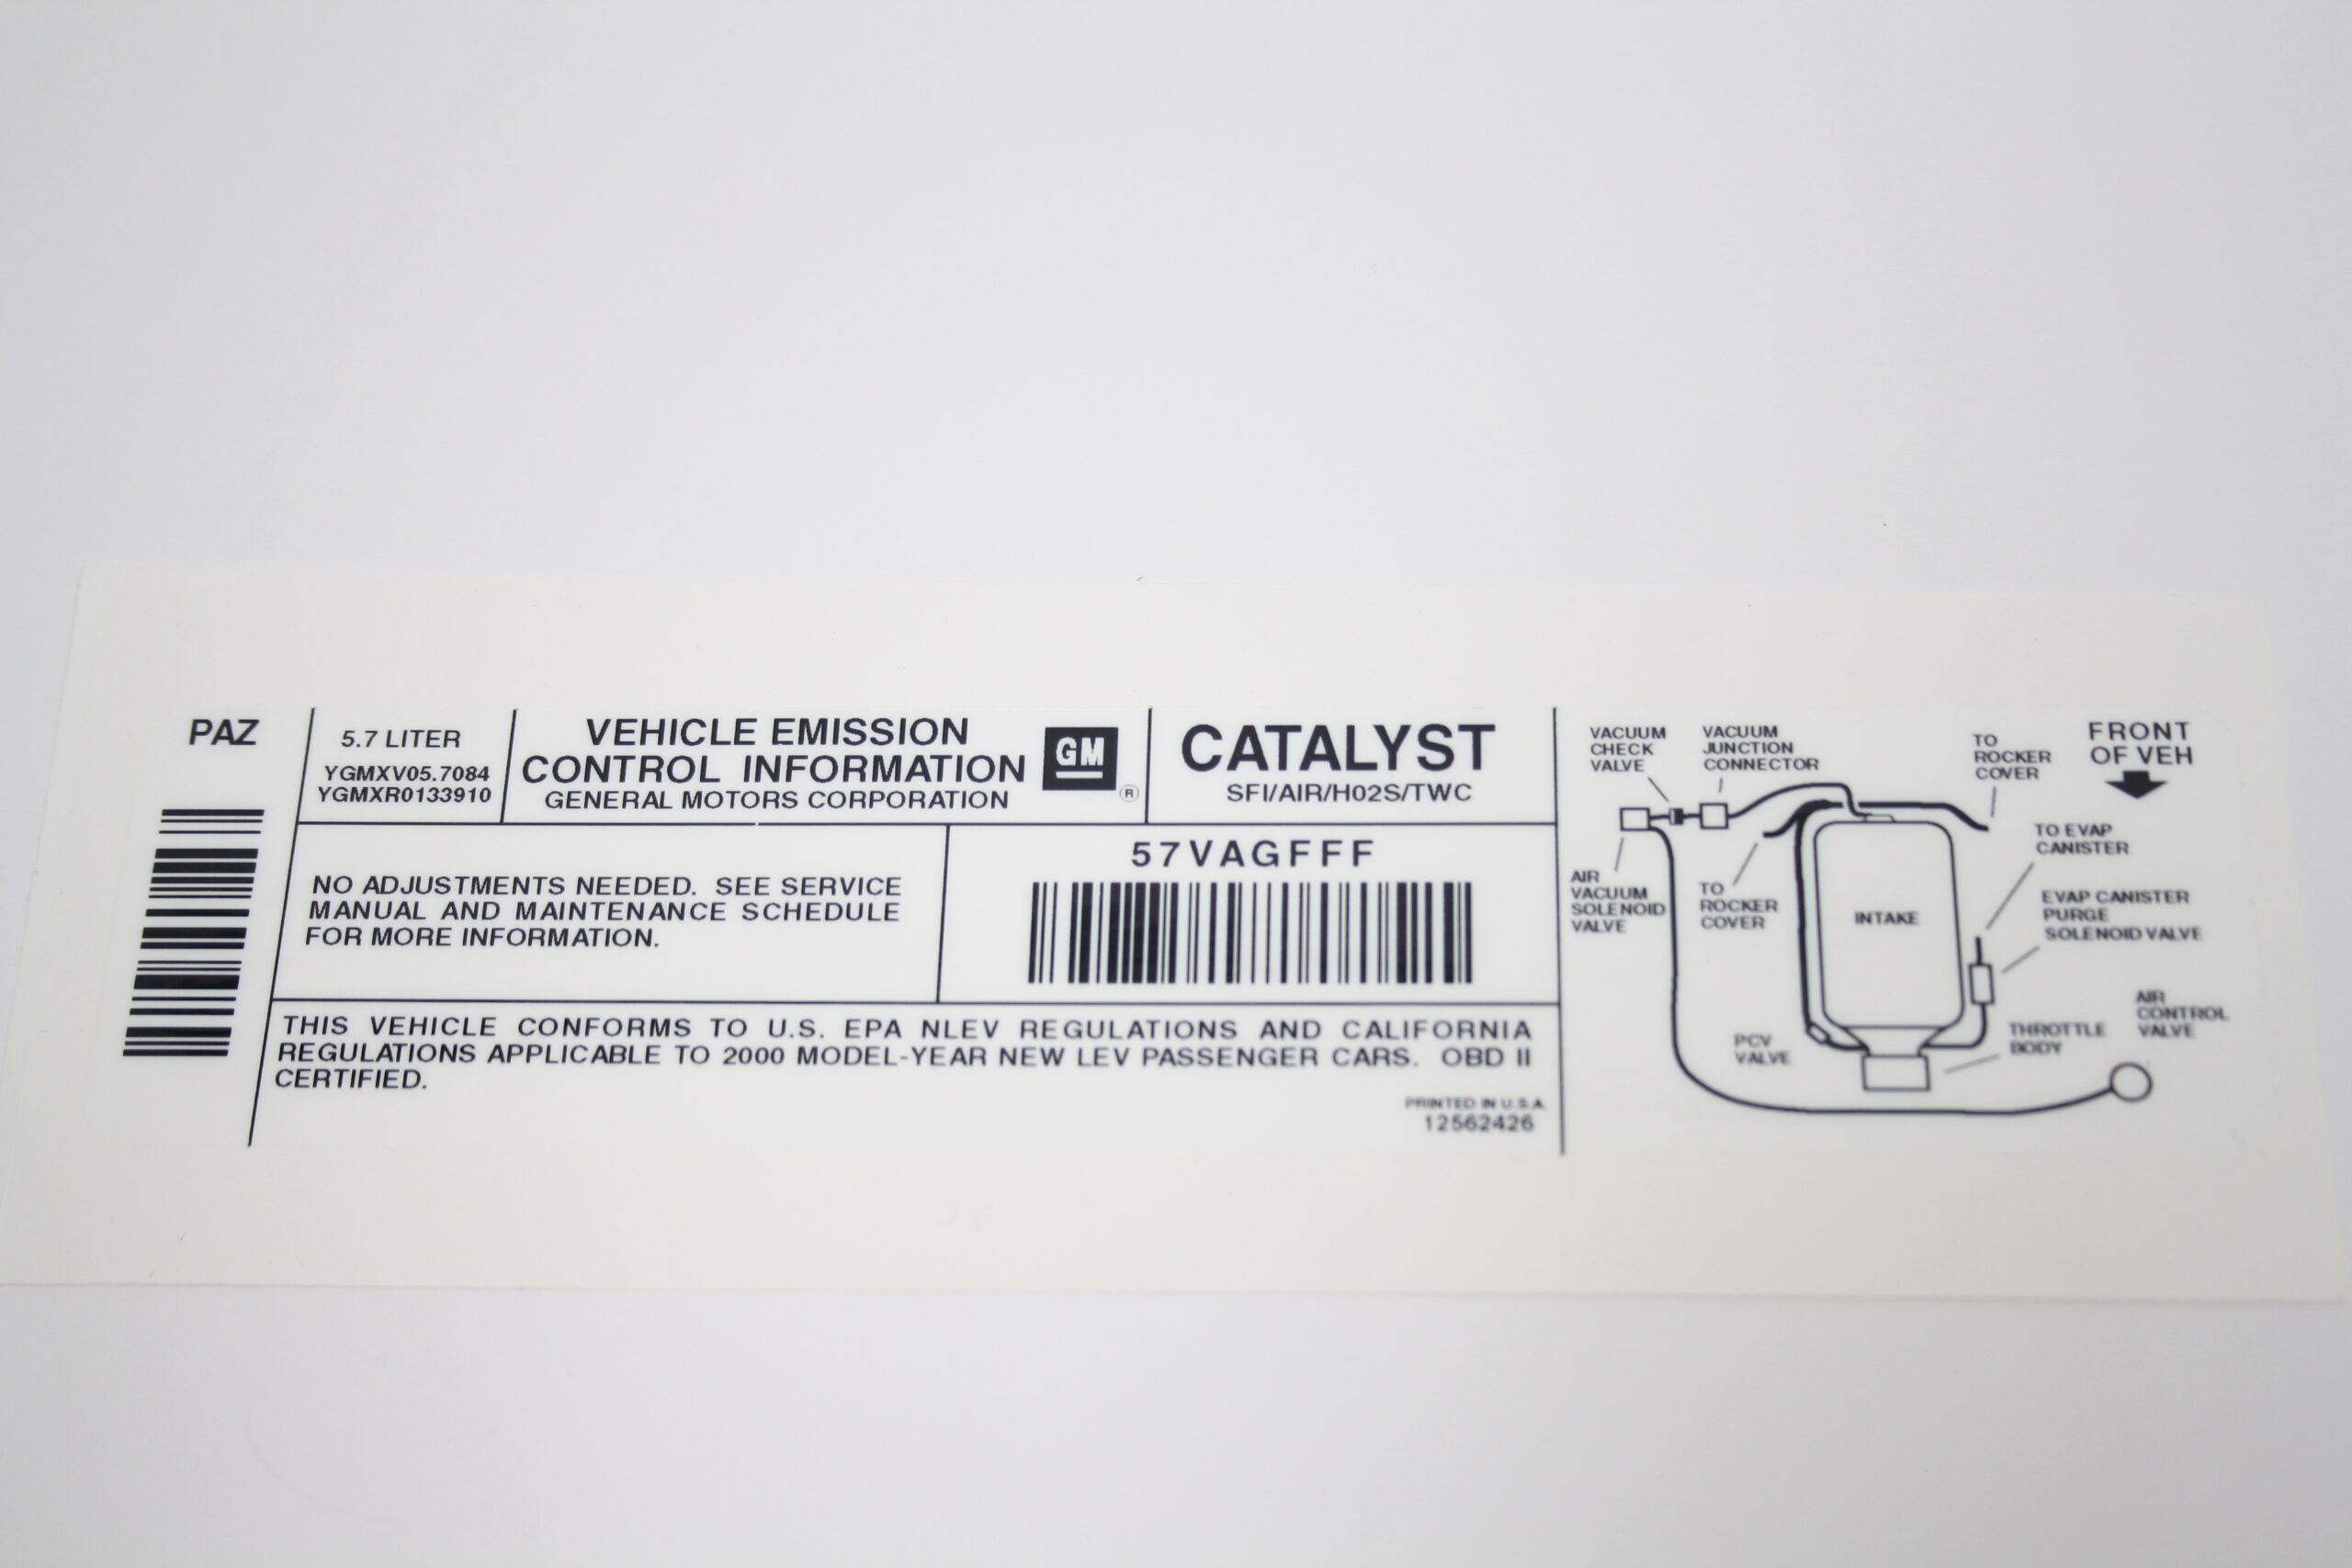 PAZ
5.7 LITER
YGMXV05.7084
YGMXR0133910
VEHICLE EMISSION
CONTROL INFORMATION
GENERAL MOTORS CORPORATION
GM
®
CATALYST
SFI/AIR/H02S/TWC
NO ADJUSTMENTS NEEDED. SEE SERVICE
MANUAL AND MAINTENANCE SCHEDULE
FOR MORE INFORMATION.
57VAGFFF
THIS VEHICLE CONFORMS TO U.S. EPA NLEV REGULATIONS AND CALIFORNIA
REGULATIONS APPLICABLE TO 2000 MODEL-YEAR NEW LEV PASSENGER CARS. OBD II
CERTIFIED.
PRINTED IN U.S.A.
12562426
VACUUM
CHECK
VALVE
VACUUM
JUNCTION
CONNECTOR
TO
ROCKER
COVER
FRONT
OF VEH
AIR
VACUUM
SOLENOID
VALVE
TO
ROCKER
COVER
INTAKE
TO EVAP
CANISTER
EVAP CANISTER
PURGE
SOLENOID VALVE
PCV
VALVE
THROTTLE
BODY
AIR
CONTROL
VALVE